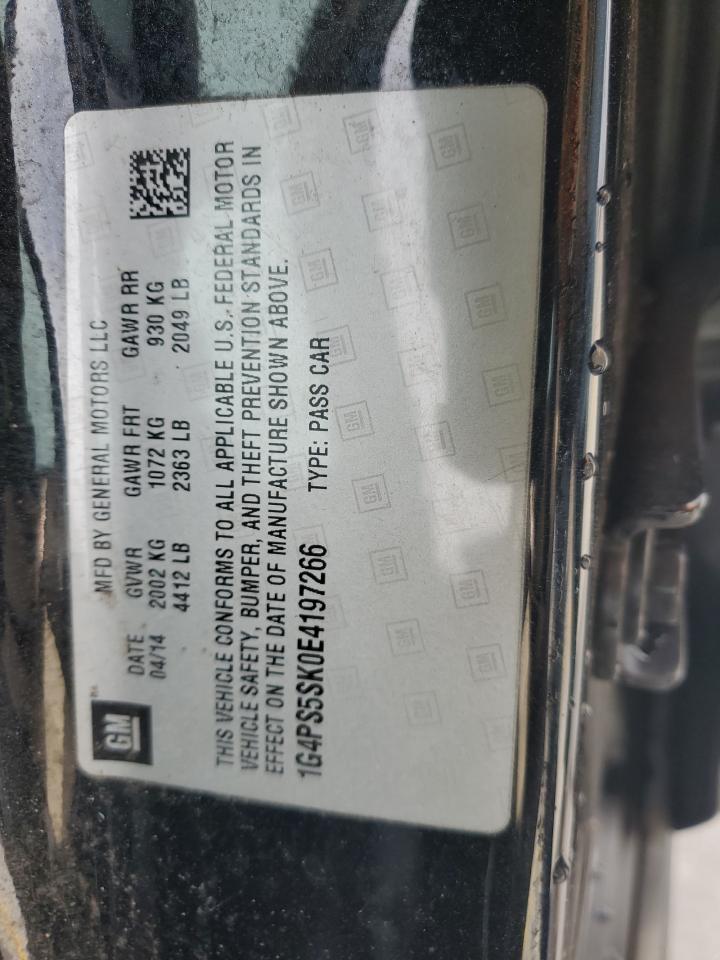 GM
MFD BY GENERAL MOTORS LLC
DATE GVWR GAWR FRT GAWR RR
04/14 2002 KG 1072 KG 930 KG
4412 LB 2363 LB 2049 LB
THIS VEHICLE CONFORMS TO ALL APPLICABLE U.S. FEDERAL MOTOR
VEHICLE SAFETY, BUMPER, AND THEFT PREVENTION STANDARDS IN
EFFECT ON THE DATE OF MANUFACTURE SHOWN ABOVE.
1G4PS5SK0E4197266 TYPE: PASS CAR